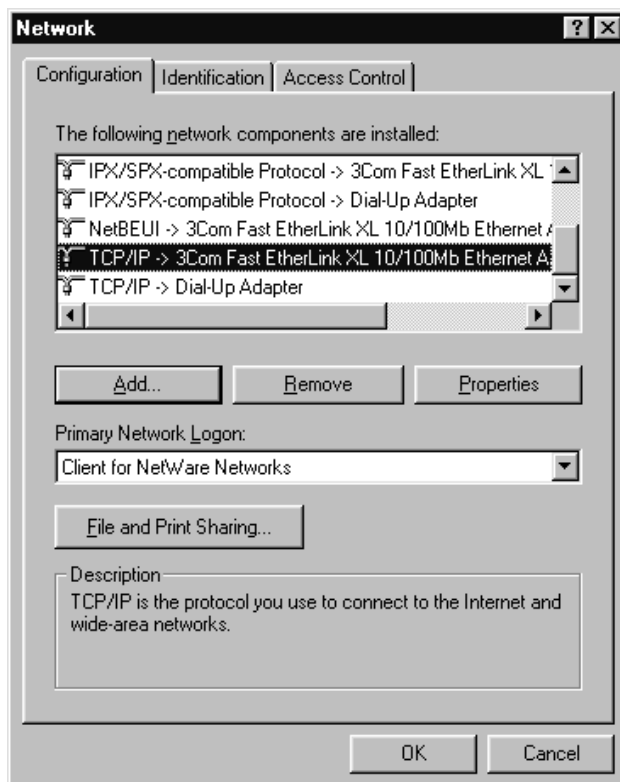 Network
Configuration Identification Access Control
The following network components are installed:
IPX/SPX-compatible Protocol -> 3Com Fast EtherLink XL
IPX/SPX-compatible Protocol -> Dial-Up Adapter
NetBEUI -> 3Com Fast EtherLink XL 10/100Mb Ethernet
TCP/IP -> 3Com Fast EtherLink XL 10/100Mb Ethernet A
TCP/IP -> Dial-Up Adapter
Add... Remove Properties
Primary Network Logon:
Client for NetWare Networks
File and Print Sharing...
Description
TCP/IP is the protocol you use to connect to the Internet and
wide-area networks.
OK Cancel